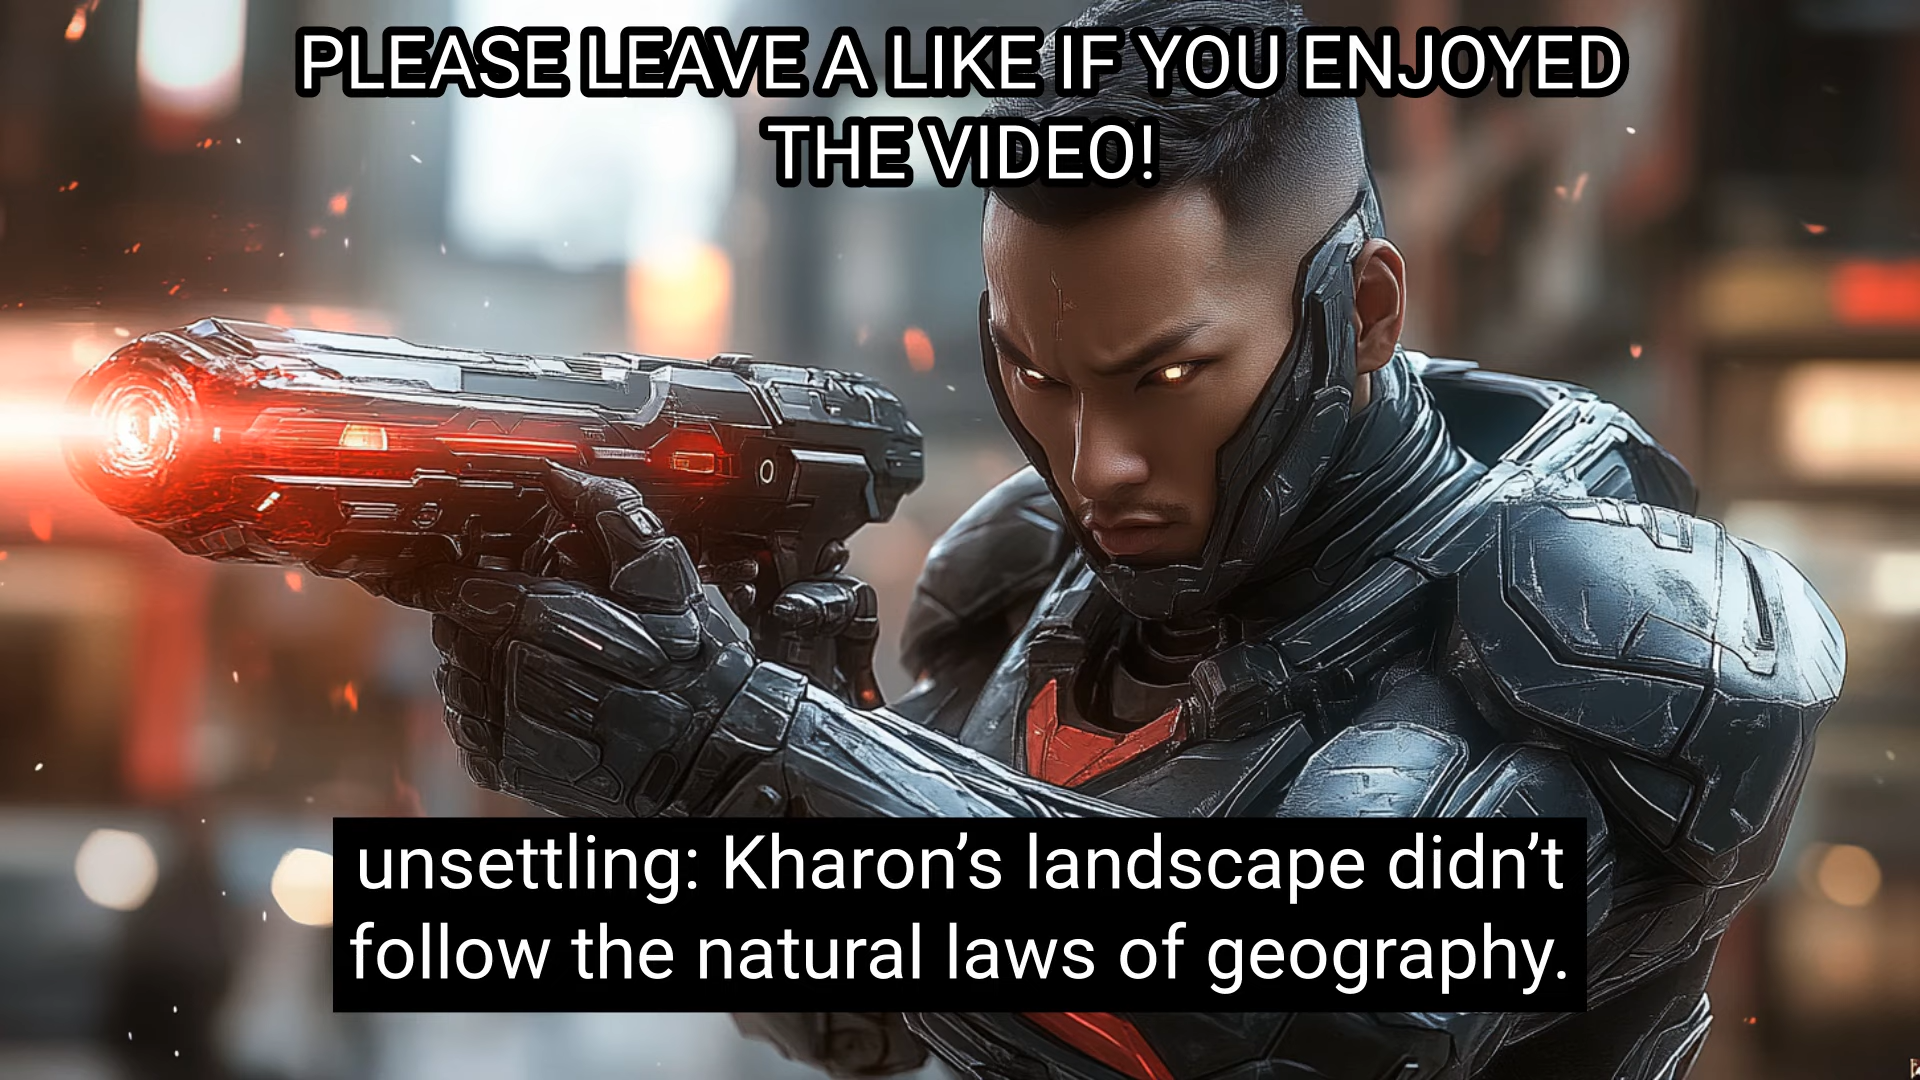 PLEASE LEAVE A LIKE IF YOU ENJOYED
THE VIDEO!
unsettling: Kharon’s landscape didn’t
follow the natural laws of geography.